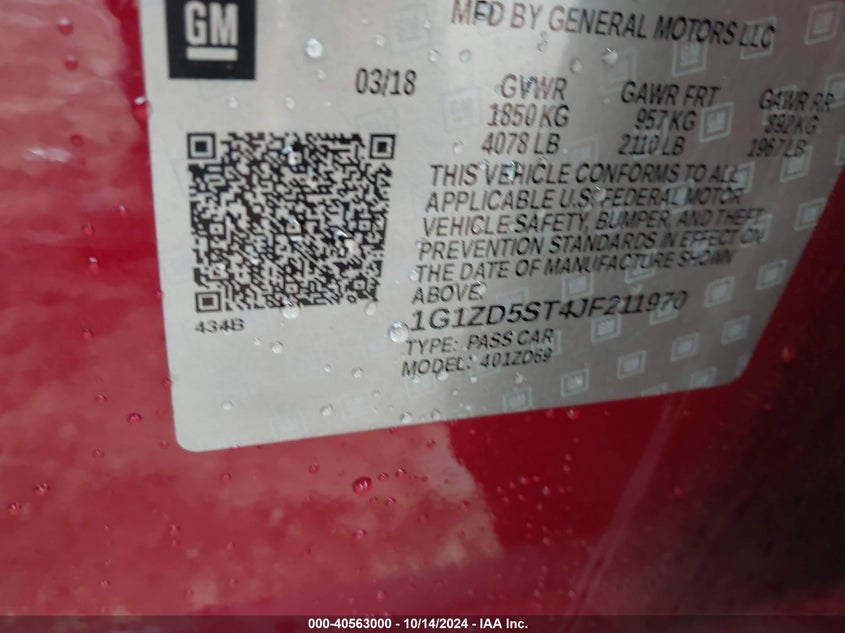 GM
MFD BY GENERAL MOTORS LLC
03/18 GVWR GAWR FRT GAWR RR
1850 KG 957 KG 892 KG
4078 LB 2110 LB 1967 LB
THIS VEHICLE CONFORMS TO ALL
APPLICABLE U.S. FEDERAL MOTOR
VEHICLE SAFETY, BUMPER, AND THEFT
PREVENTION STANDARDS IN EFFECT ON
THE DATE OF MANUFACTURE SHOWN
ABOVE.
434B
1G1ZD5ST4JF211970
TYPE: PASS CAR
MODEL: 401ZD69
000-40563000 - 10/14/2024 - IAA Inc.